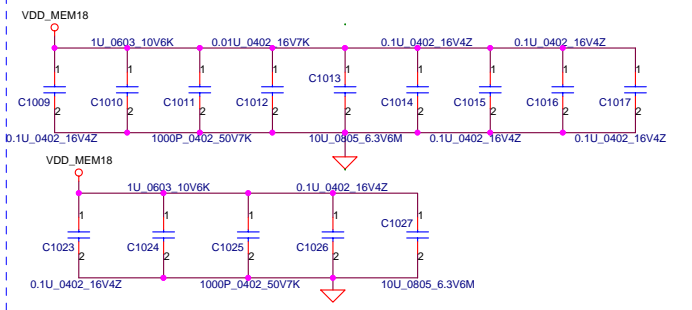 VDD_MEM18
1U_0603_10V6K 0.01U_0402_16V7K 0.1U_0402_16V4Z 0.1U_0402_16V4Z
1 1 1 1 1 1 1 1 1
C1013
C1009 C1010 C1011 C1012 C1014 C1015 C1016 C1017
2 2 2 2 2 2 2 2 2
0.1U_0402_16V4Z 1000P_0402_50V7K 10U_0805_6.3V6M 0.1U_0402_16V4Z 0.1U_0402_16V4Z
VDD_MEM18
1U_0603_10V6K 0.1U_0402_16V4Z
1 1 1 1 1
C1027
C1023 C1024 C1025 C1026
2 2 2 2 2
0.1U_0402_16V4Z 1000P_0402_50V7K 10U_0805_6.3V6M